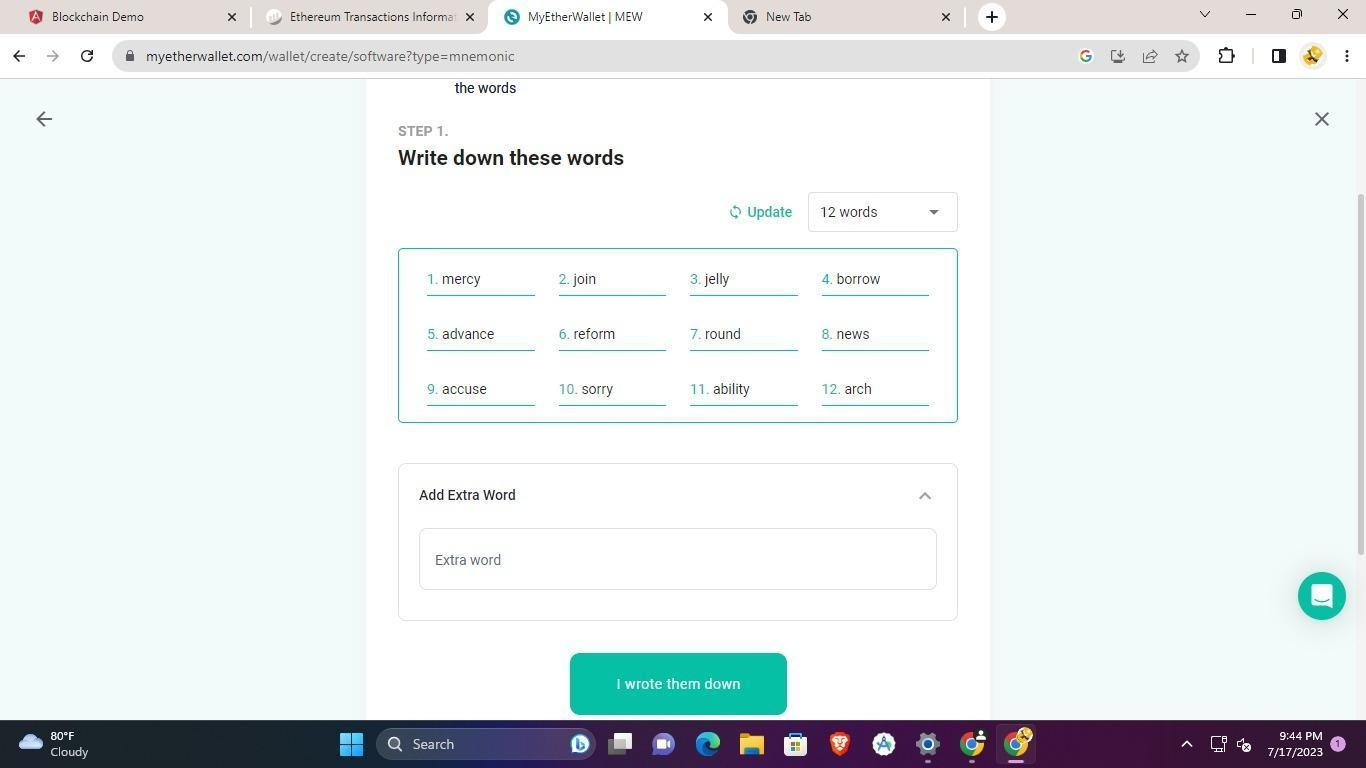 Blockchain Demo
Ethereum Transactions Informat
MyEtherWallet | MEW
New Tab
myetherwallet.com/wallet/create/software?type=mnemonic
the words
STEP 1.
Write down these words
Update
12 words
1. mercy 2. join 3. jelly 4. borrow
5. advance 6. reform 7. round 8. news
9. accuse 10. sorry 11. ability 12. arch
Add Extra Word
Extra word
I wrote them down
80°F
Cloudy
Search
9:44 PM
7/17/2023
1